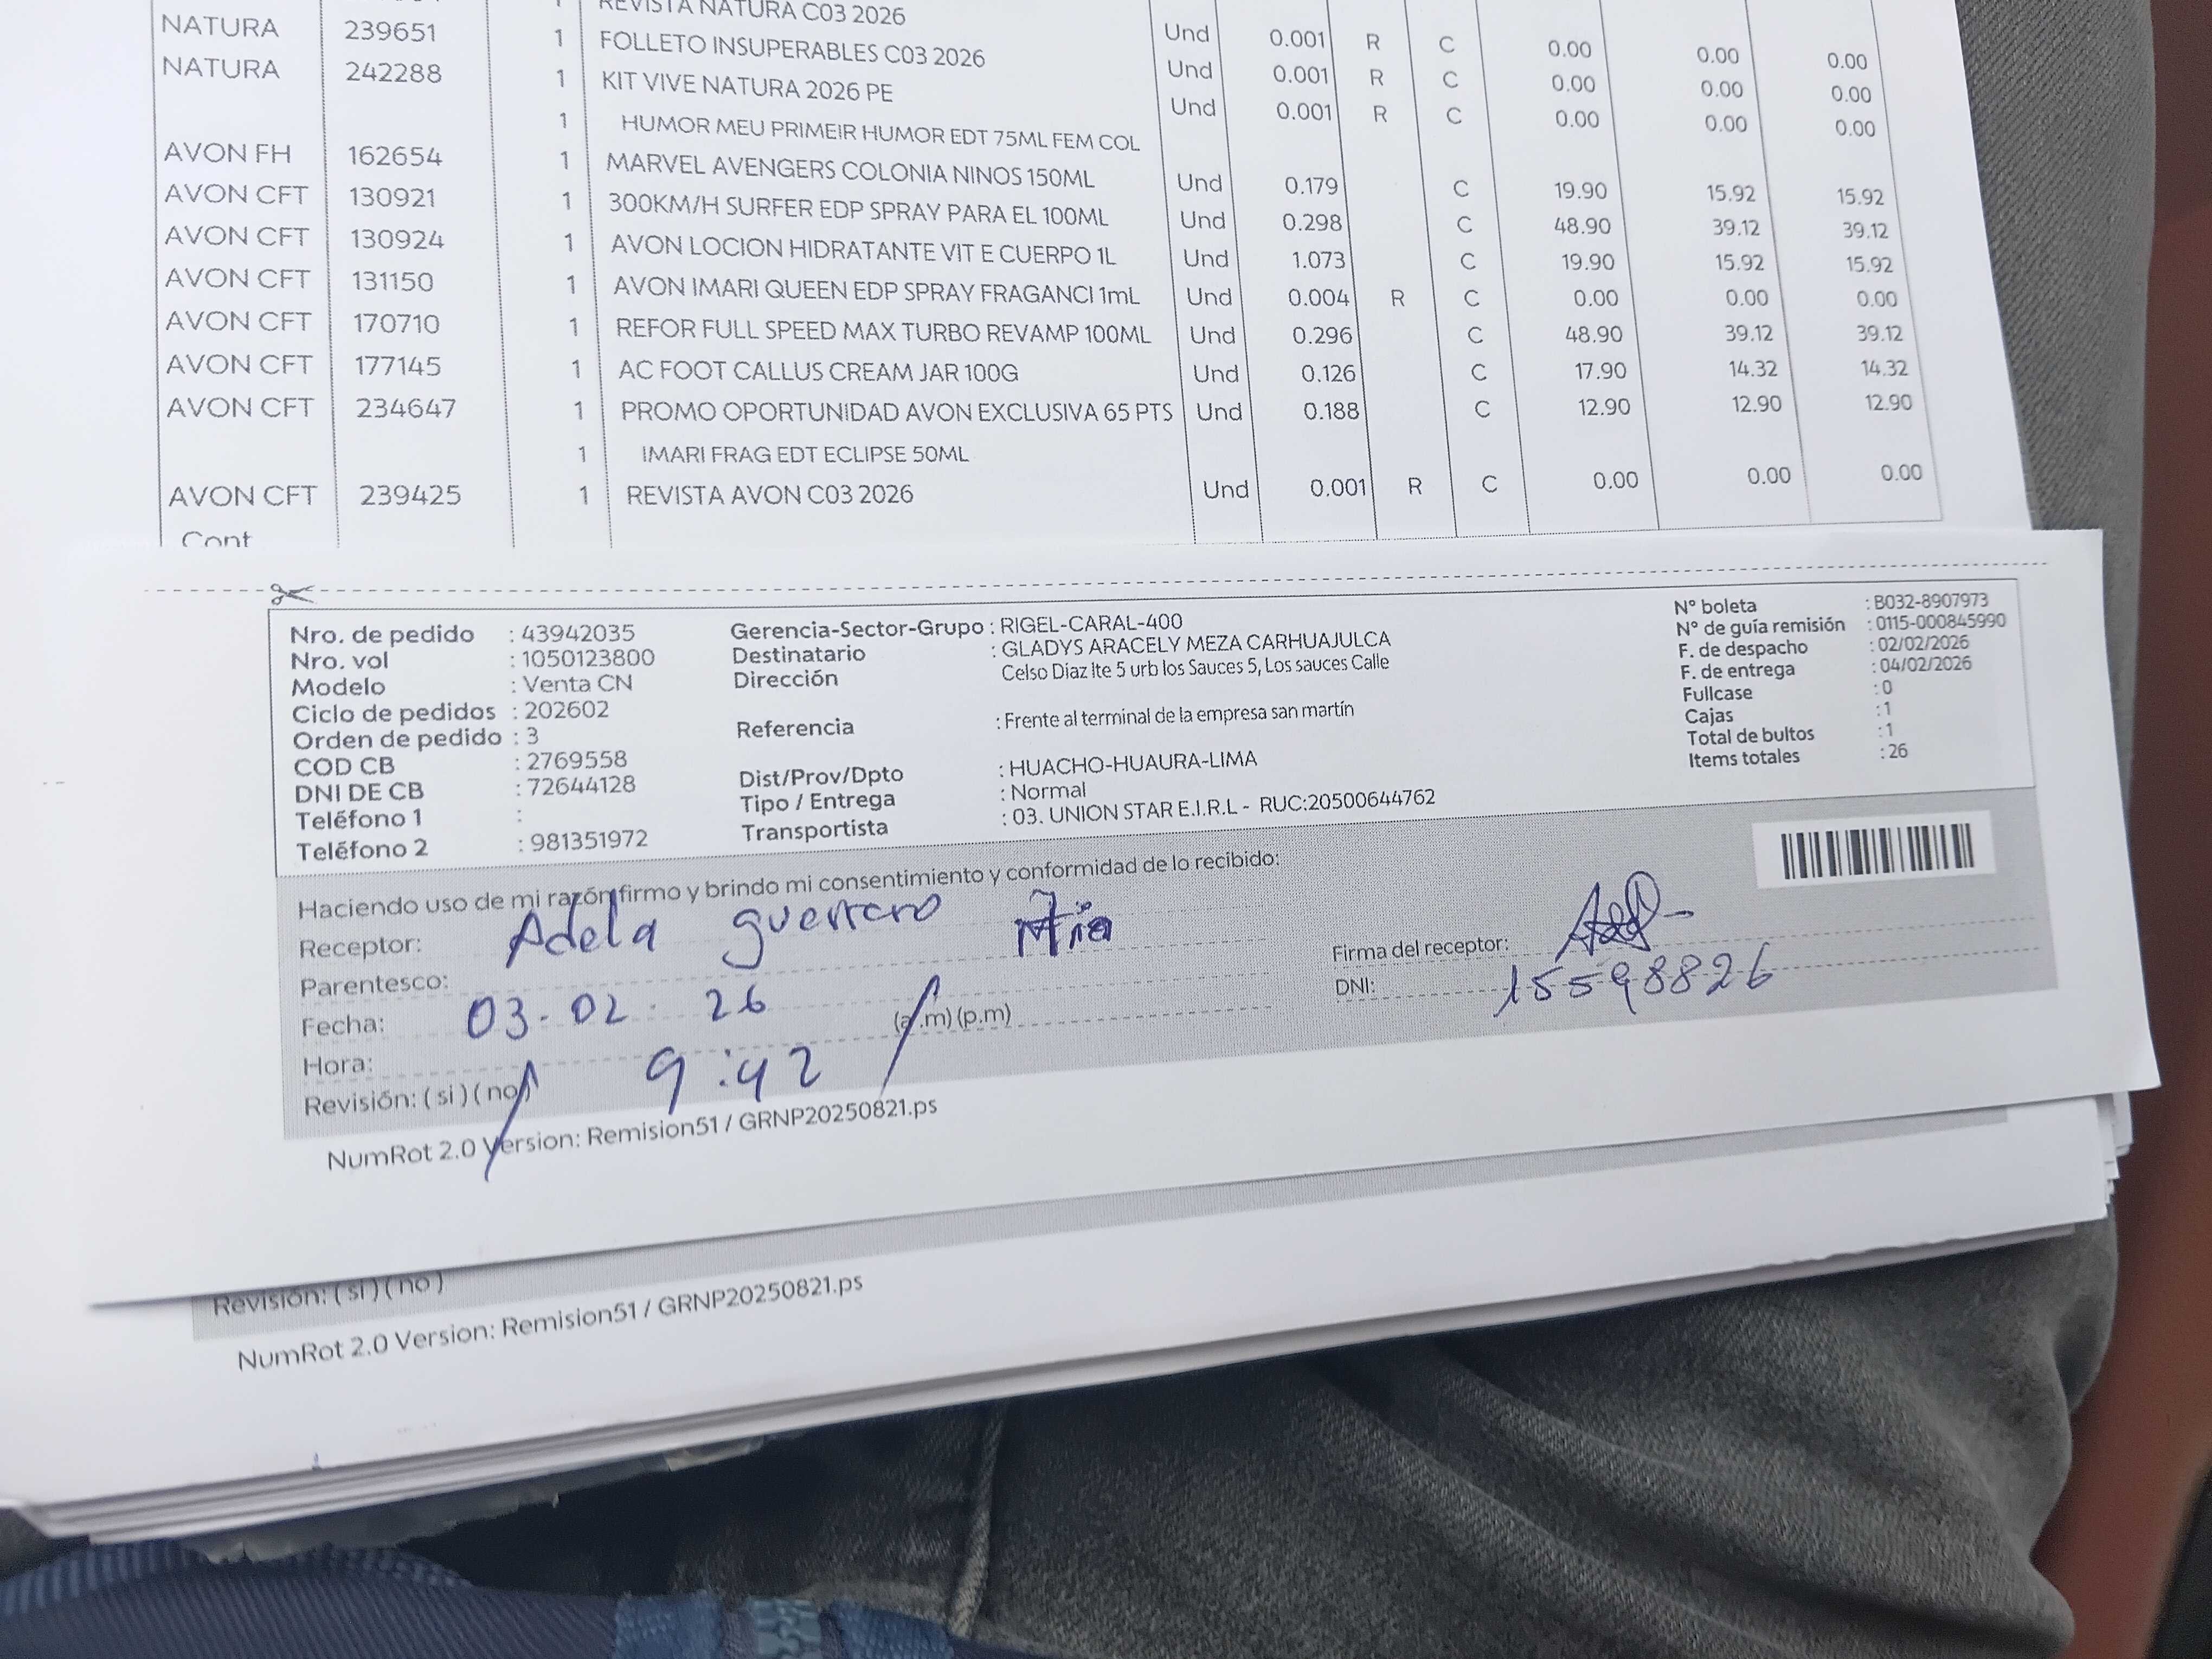 REVISTA NATURA C03 2026 Und 0.001 R C 0.00 0.00 0.00
NATURA 239651 1 FOLLETO INSUPERABLES C03 2026 Und 0.001 R C 0.00 0.00 0.00
NATURA 242288 1 KIT VIVE NATURA 2026 PE Und 0.001 R C 0.00 0.00 0.00
1 HUMOR MEU PRIMEIR HUMOR EDT 75ML FEM COL
AVON FH 162654 1 MARVEL AVENGERS COLONIA NINOS 150ML Und 0.179 C 19.90 15.92 15.92
AVON CFT 130921 1 300KM/H SURFER EDP SPRAY PARA EL 100ML Und 0.298 C 48.90 39.12 39.12
AVON CFT 130924 1 AVON LOCION HIDRATANTE VIT E CUERPO 1L Und 1.073 C 19.90 15.92 15.92
AVON CFT 131150 1 AVON IMARI QUEEN EDP SPRAY FRAGANCI 1mL Und 0.004 R C 0.00 0.00 0.00
AVON CFT 170710 1 REFOR FULL SPEED MAX TURBO REVAMP 100ML Und 0.296 C 48.90 39.12 39.12
AVON CFT 177145 1 AC FOOT CALLUS CREAM JAR 100G Und 0.126 C 17.90 14.32 14.32
AVON CFT 234647 1 PROMO OPORTUNIDAD AVON EXCLUSIVA 65 PTS Und 0.188 C 12.90 12.90 12.90
1 IMARI FRAG EDT ECLIPSE 50ML
AVON CFT 239425 1 REVISTA AVON C03 2026 Und 0.001 R C 0.00 0.00 0.00
Cont
Nro. de pedido : 43942035
Nro. vol : 1050123800
Modelo : Venta CN
Ciclo de pedidos : 202602
Orden de pedido : 3
COD CB : 2769558
DNI DE CB : 72644128
Teléfono 1 :
Teléfono 2 : 981351972
Gerencia-Sector-Grupo : RIGEL-CARAL-400
Destinatario : GLADYS ARACELY MEZA CARHUAJULCA
Dirección Celso Diaz lte 5 urb los Sauces 5, Los sauces Calle
Referencia : Frente al terminal de la empresa san martín
Dist/Prov/Dpto : HUACHO-HUAURA-LIMA
Tipo / Entrega : Normal
Transportista : 03. UNION STAR E.I.R.L - RUC:20500644762
N° boleta : B032-8907973
N° de guía remisión : 0115-000845990
F. de despacho : 02/02/2026
F. de entrega : 04/02/2026
Fullcase : 0
Cajas : 1
Total de bultos : 1
Items totales : 26
Haciendo uso de mi razón firmo y brindo mi consentimiento y conformidad de lo recibido:
Receptor: Adela guerrero Tía
Parentesco:
Fecha: 03.02.26 (a.m) (p.m)
Hora: 9:42
Revisión: ( si ) ( no )
Firma del receptor:
DNI: 15598826
NumRot 2.0 Version: Remision51 / GRNP20250821.ps
Revisión: ( si ) ( no )
NumRot 2.0 Version: Remision51 / GRNP20250821.ps